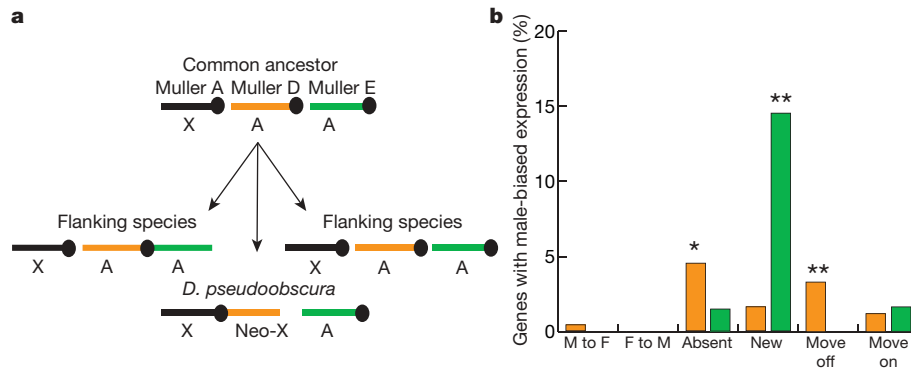 a
Common ancestor
Muller A Muller D Muller E
X A A
Flanking species
X A A
Flanking species
X A A
D. pseudoobscura
X Neo-X A
b
Genes with male-biased expression (%)
20
15
10
5
0
*
**
**
M to F
F to M
Absent
New
Move off
Move on